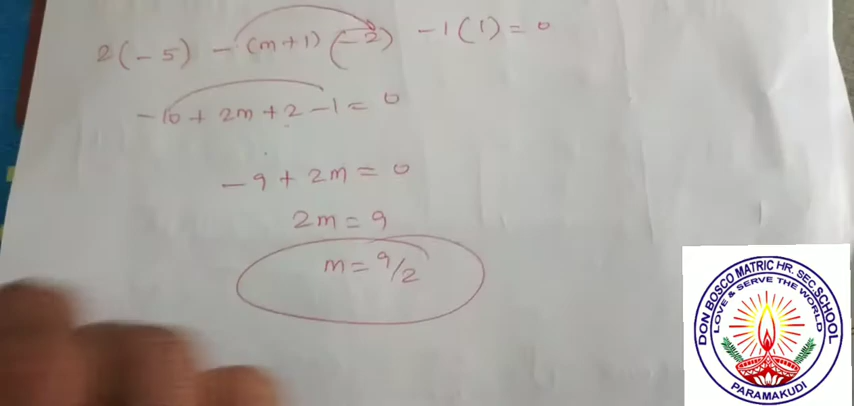 2(-5) - (m+1)(-2) -1(1) = 0
-10 + 2m + 2 - 1 = 0
-9 + 2m = 0
2m = 9
m = 9/2
DON BOSCO MATRIC HR. SEC. SCHOOL
LOVE & SERVE THE WORLD
PARAMAKUDI